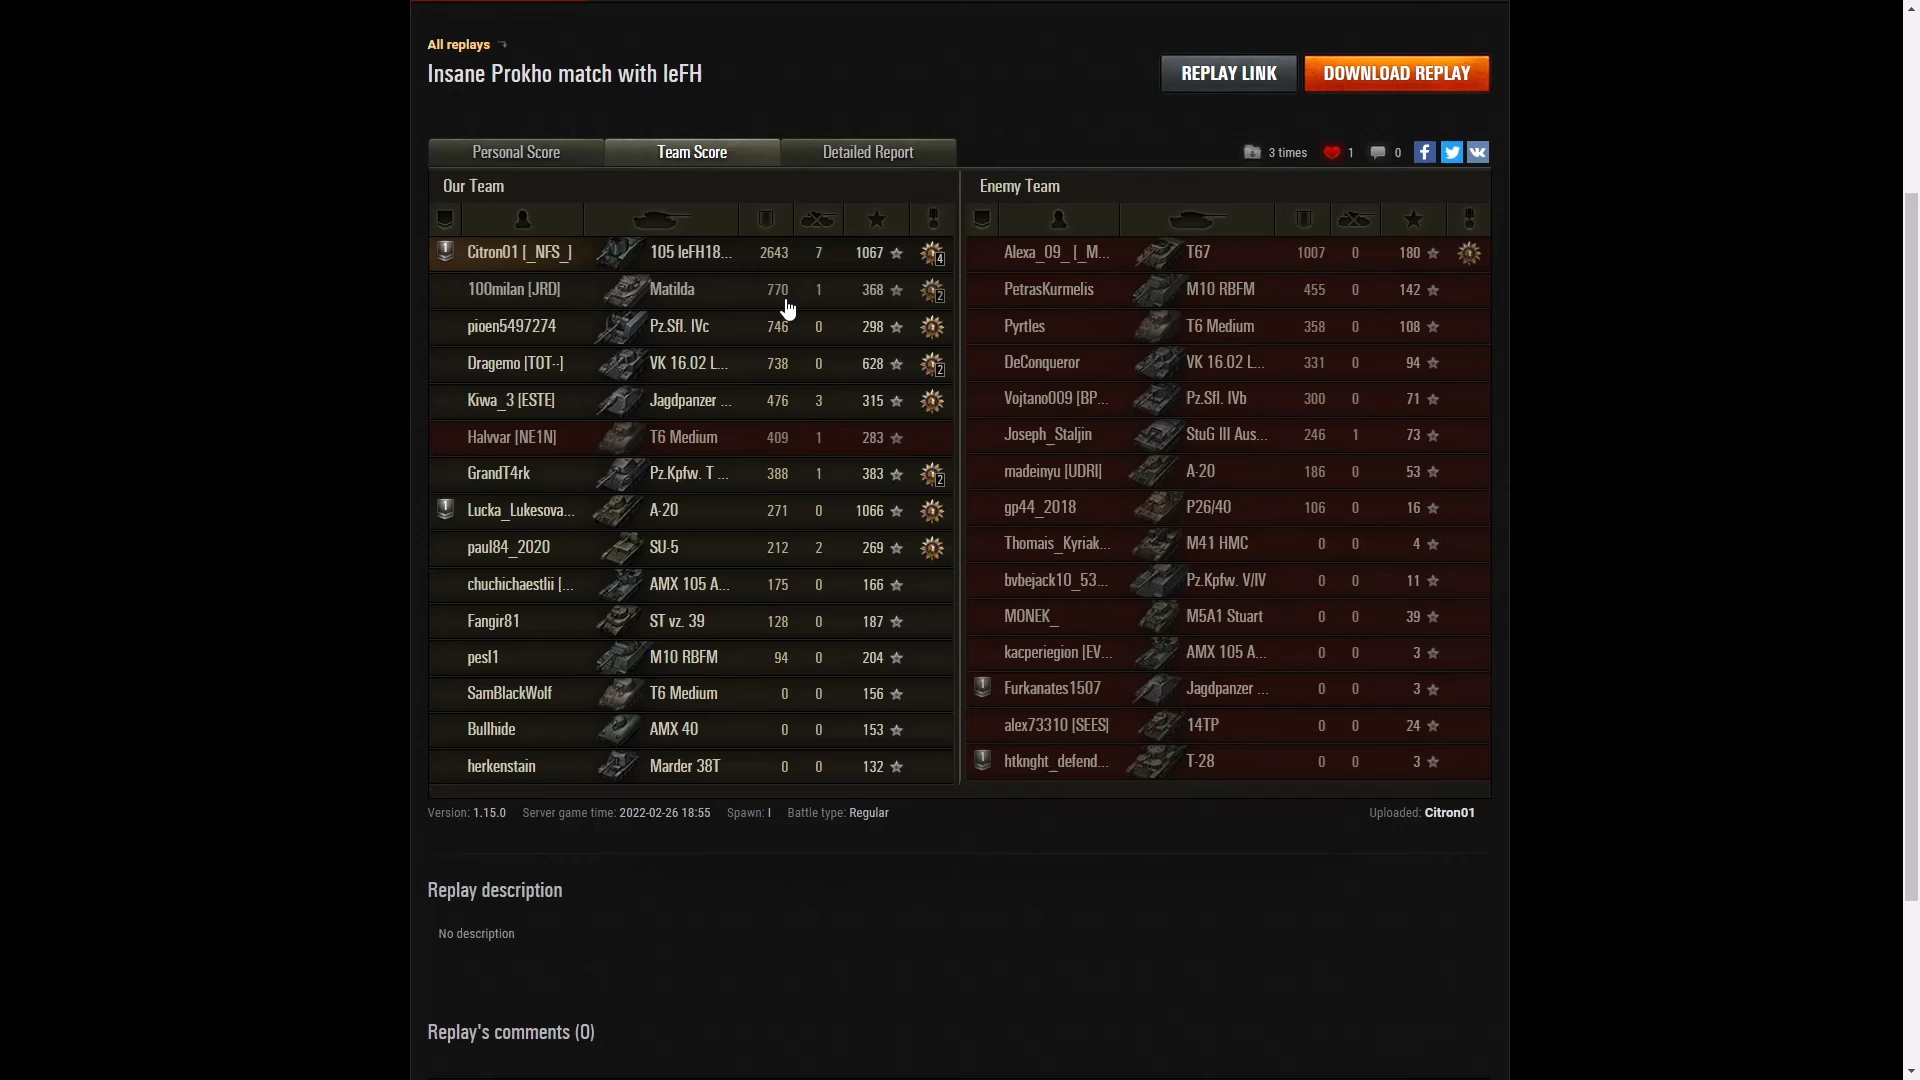 All replays
Insane Prokho match with leFH
REPLAY LINK
DOWNLOAD REPLAY
Personal Score
Team Score
Detailed Report
3 times
1
0
Our Team
Citron01 [_NFS_] 105 leFH18... 2643 7 1067 4
100milan [JRD] Matilda 770 1 368 2
pioen5497274 Pz.Sfl. IVc 746 0 298
Dragemo [TOT--] VK 16.02 L... 738 0 628 2
Kiwa_3 [ESTE] Jagdpanzer ... 476 3 315
Halvvar [NE1N] T6 Medium 409 1 283
GrandT4rk Pz.Kpfw. T ... 388 1 383 2
Lucka_Lukesova... A-20 271 0 1066
paul84_2020 SU-5 212 2 269
chuchichaestlii [... AMX 105 A... 175 0 166
Fangir81 ST vz. 39 128 0 187
pesl1 M10 RBFM 94 0 204
SamBlackWolf T6 Medium 0 0 156
Bullhide AMX 40 0 0 153
herkenstain Marder 38T 0 0 132
Enemy Team
Alexa_09_ [_M... T67 1007 0 180
PetrasKurmelis M10 RBFM 455 0 142
Pyrtles T6 Medium 358 0 108
DeConqueror VK 16.02 L... 331 0 94
Vojtano009 [BP... Pz.Sfl. IVb 300 0 71
Joseph_Staljin StuG III Aus... 246 1 73
madeinyu [UDRI] A-20 186 0 53
gp44_2018 P26/40 106 0 16
Thomais_Kyriak... M41 HMC 0 0 4
bvbejack10_53... Pz.Kpfw. V/IV 0 0 11
MONEK_ M5A1 Stuart 0 0 39
kacperiegion [EV... AMX 105 A... 0 0 3
1 Furkanates1507 Jagdpanzer ... 0 0 3
alex73310 [SEES] 14TP 0 0 24
1 htknght_defend... T-28 0 0 3
Version: 1.15.0 Server game time: 2022-02-26 18:55 Spawn: I Battle type: Regular
Uploaded: Citron01
Replay description
No description
Replay's comments (0)